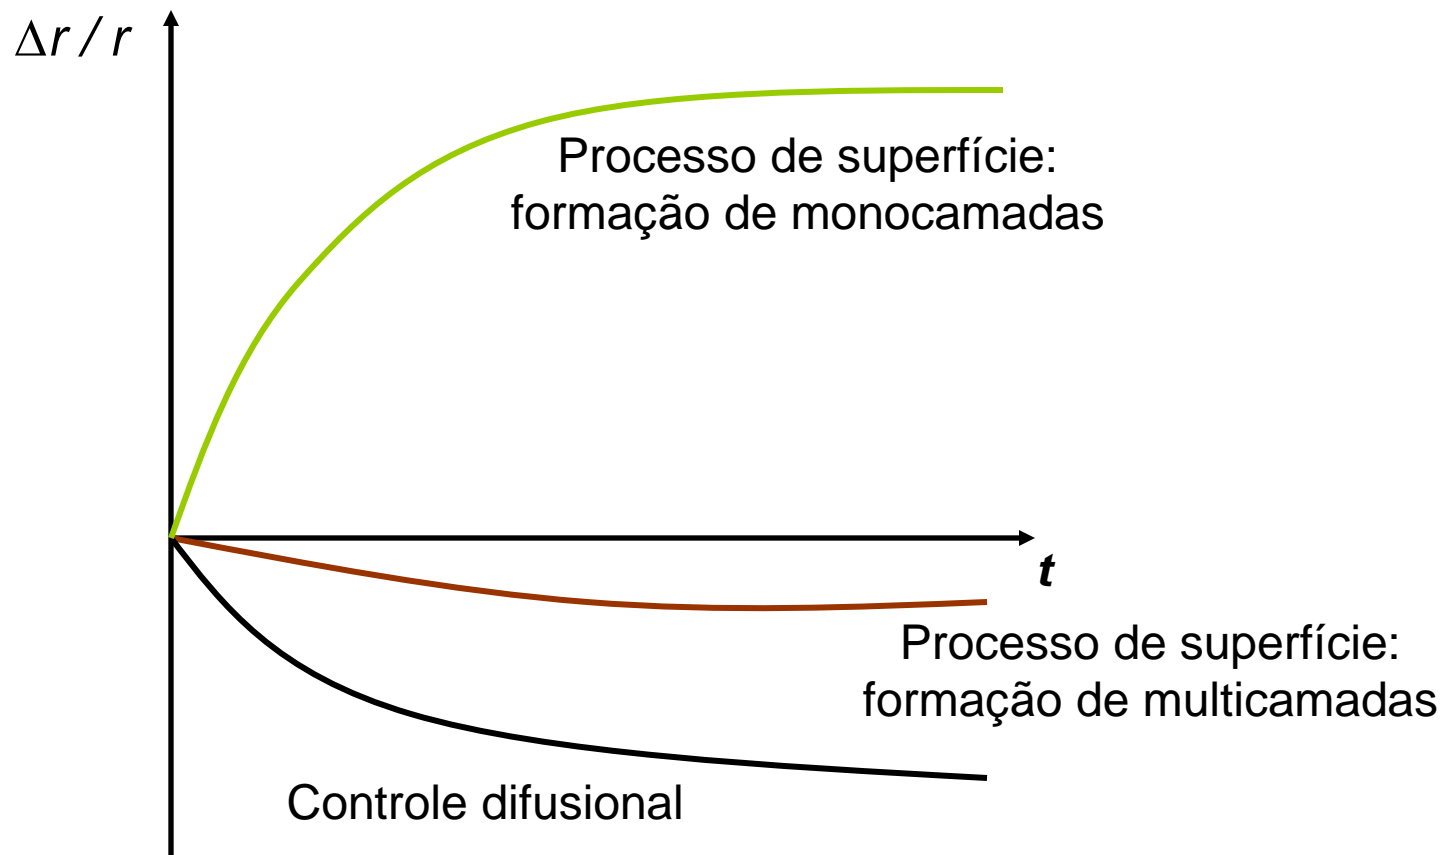 Δr / r
Processo de superfície:
formação de monocamadas
t
Processo de superfície:
formação de multicamadas
Controle difusional